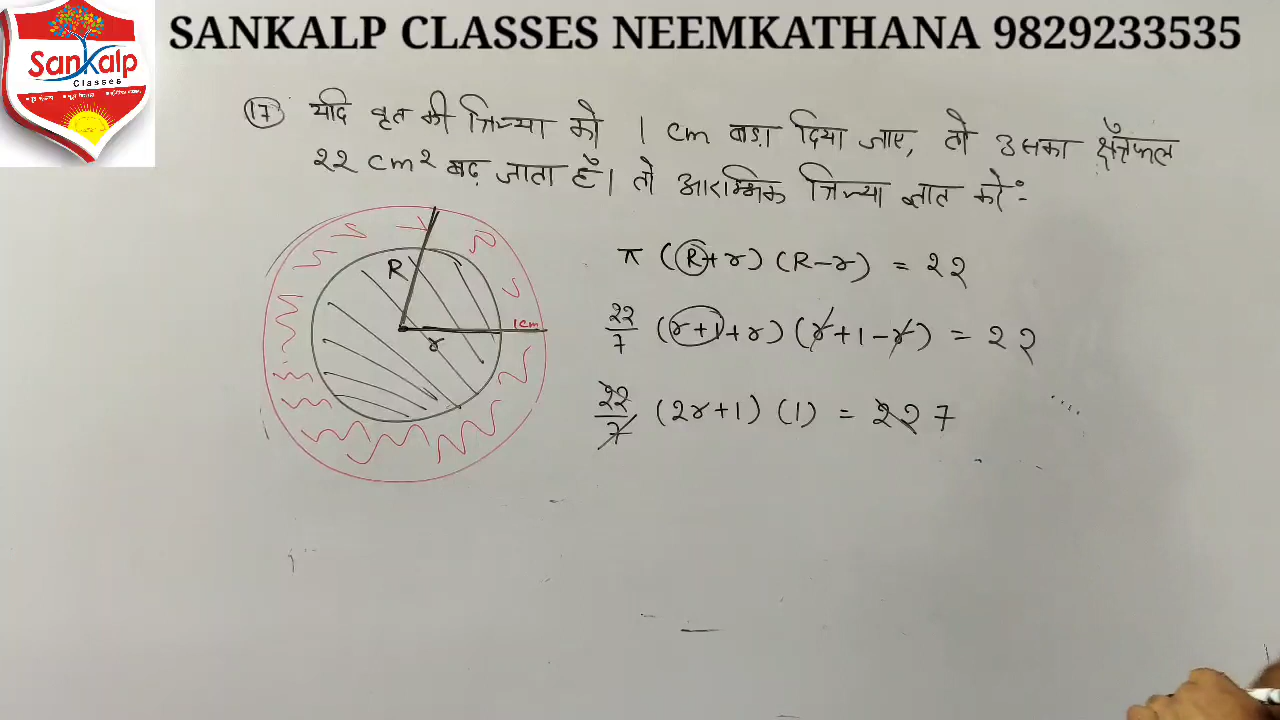 SANKALP CLASSES NEEMKATHANA 9829233535
Sankalp
Classes
17 यदि वृत की त्रिज्या को 1 cm बढ़ा दिया जाए, तो उसका क्षेत्रफल
22 cm2 बढ़ जाता है। तो आरम्भिक त्रिज्या ज्ञात करो:-
R
r
1cm
π (R+r) (R-r) = 22
22/7 (r+1+r) (r+1-r) = 22
22/7 (2r+1) (1) = 22 7